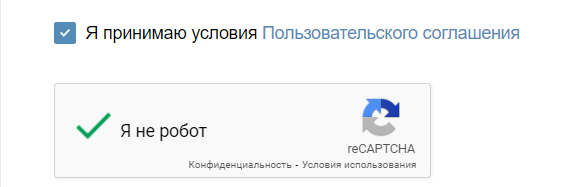 Я принимаю условия Пользовательского соглашения
Я не робот
reCAPTCHA
Конфиденциальность - Условия использования